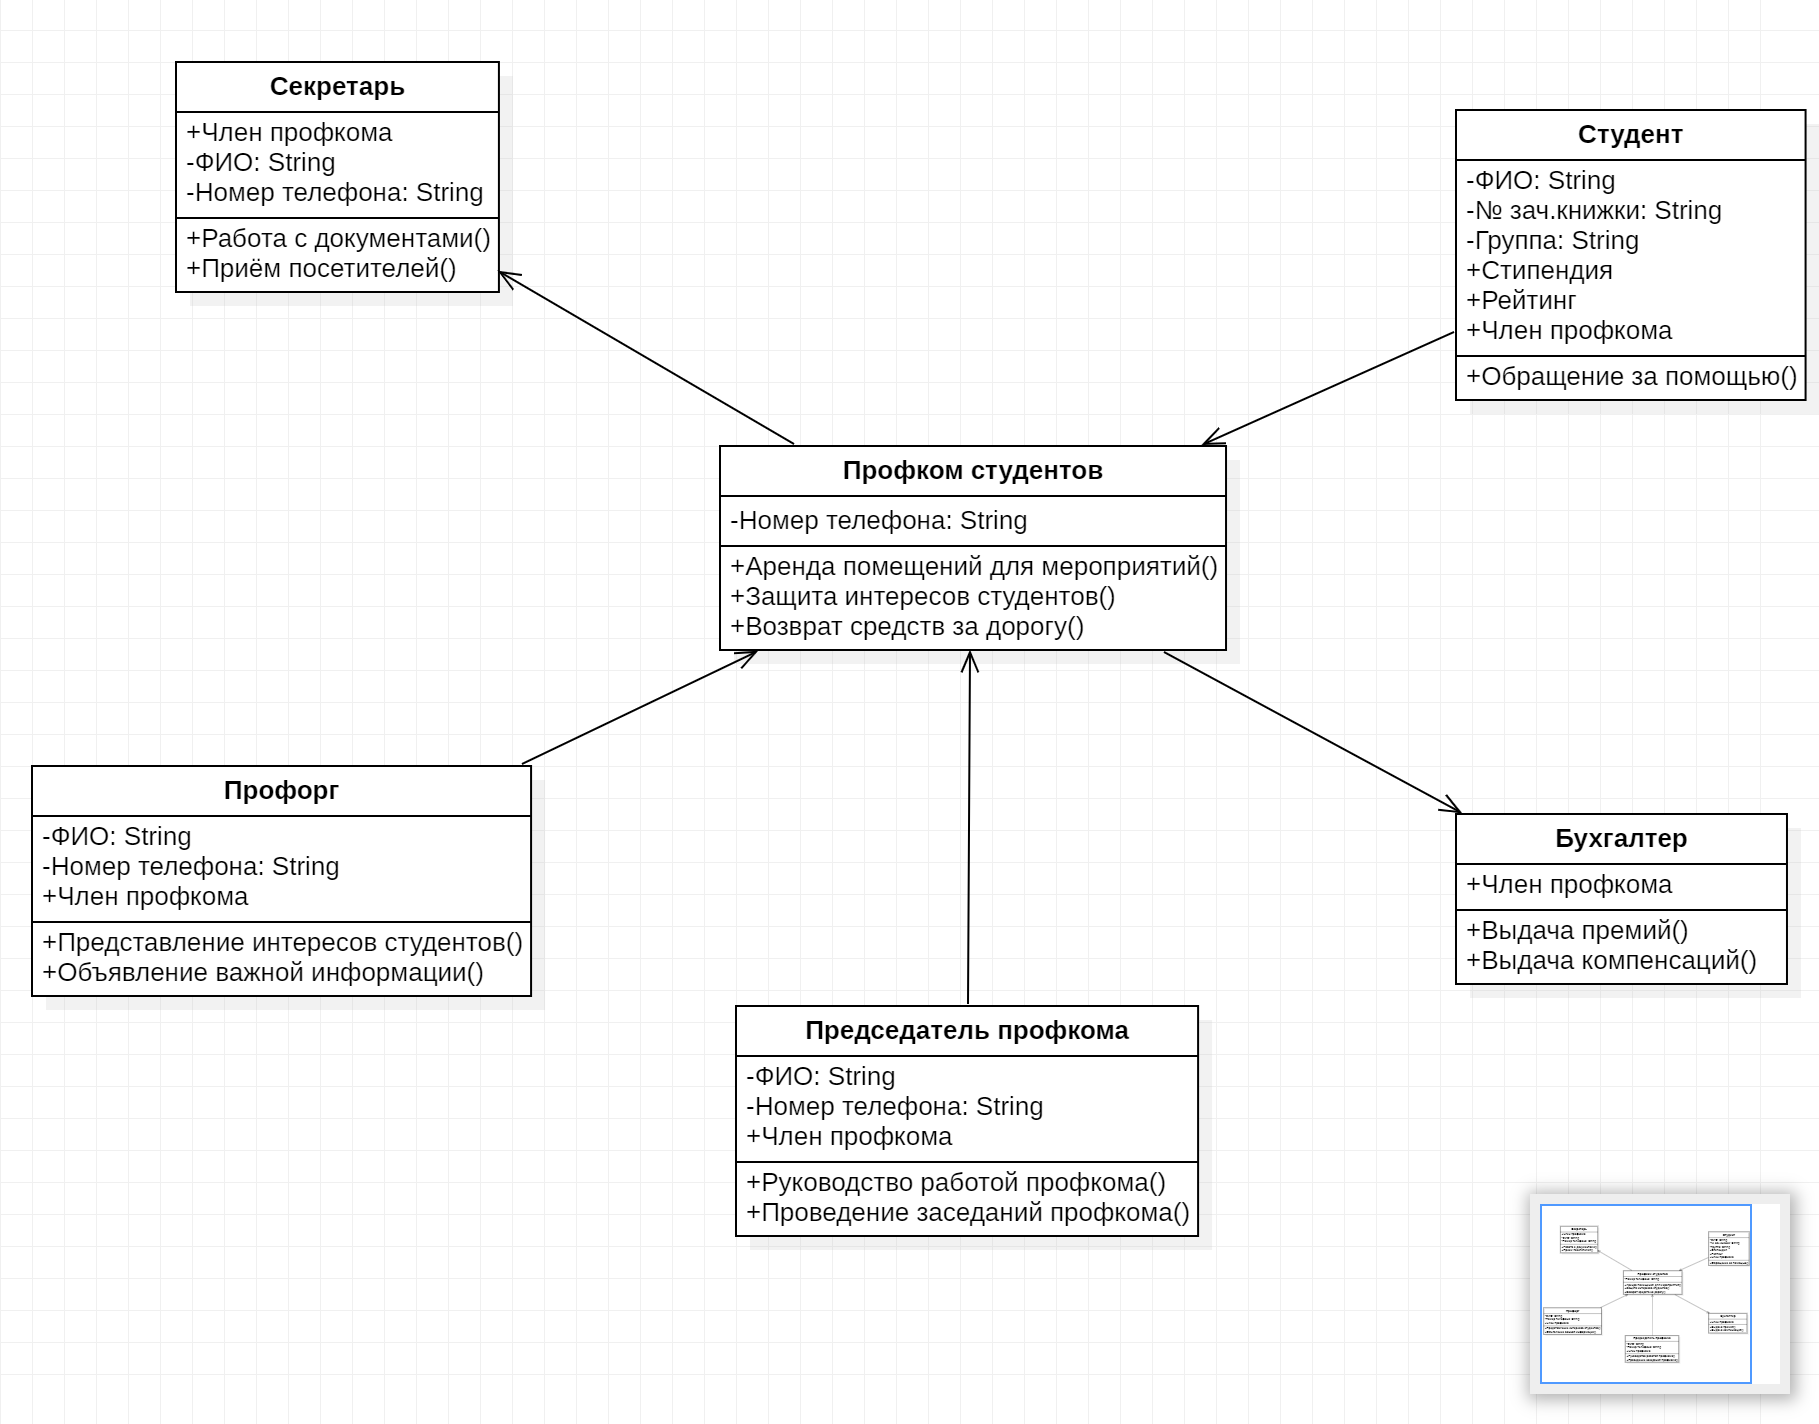 Секретарь
+Член профкома
-ФИО: String
-Номер телефона: String
+Работа с документами()
+Приём посетителей()
Студент
-ФИО: String
-№ зач.книжки: String
-Группа: String
+Стипендия
+Рейтинг
+Член профкома
+Обращение за помощью()
Профком студентов
-Номер телефона: String
+Аренда помещений для мероприятий()
+Защита интересов студентов()
+Возврат средств за дорогу()
Профорг
-ФИО: String
-Номер телефона: String
+Член профкома
+Представление интересов студентов()
+Объявление важной информации()
Бухгалтер
+Член профкома
+Выдача премий()
+Выдача компенсаций()
Председатель профкома
-ФИО: String
-Номер телефона: String
+Член профкома
+Руководство работой профкома()
+Проведение заседаний профкома()